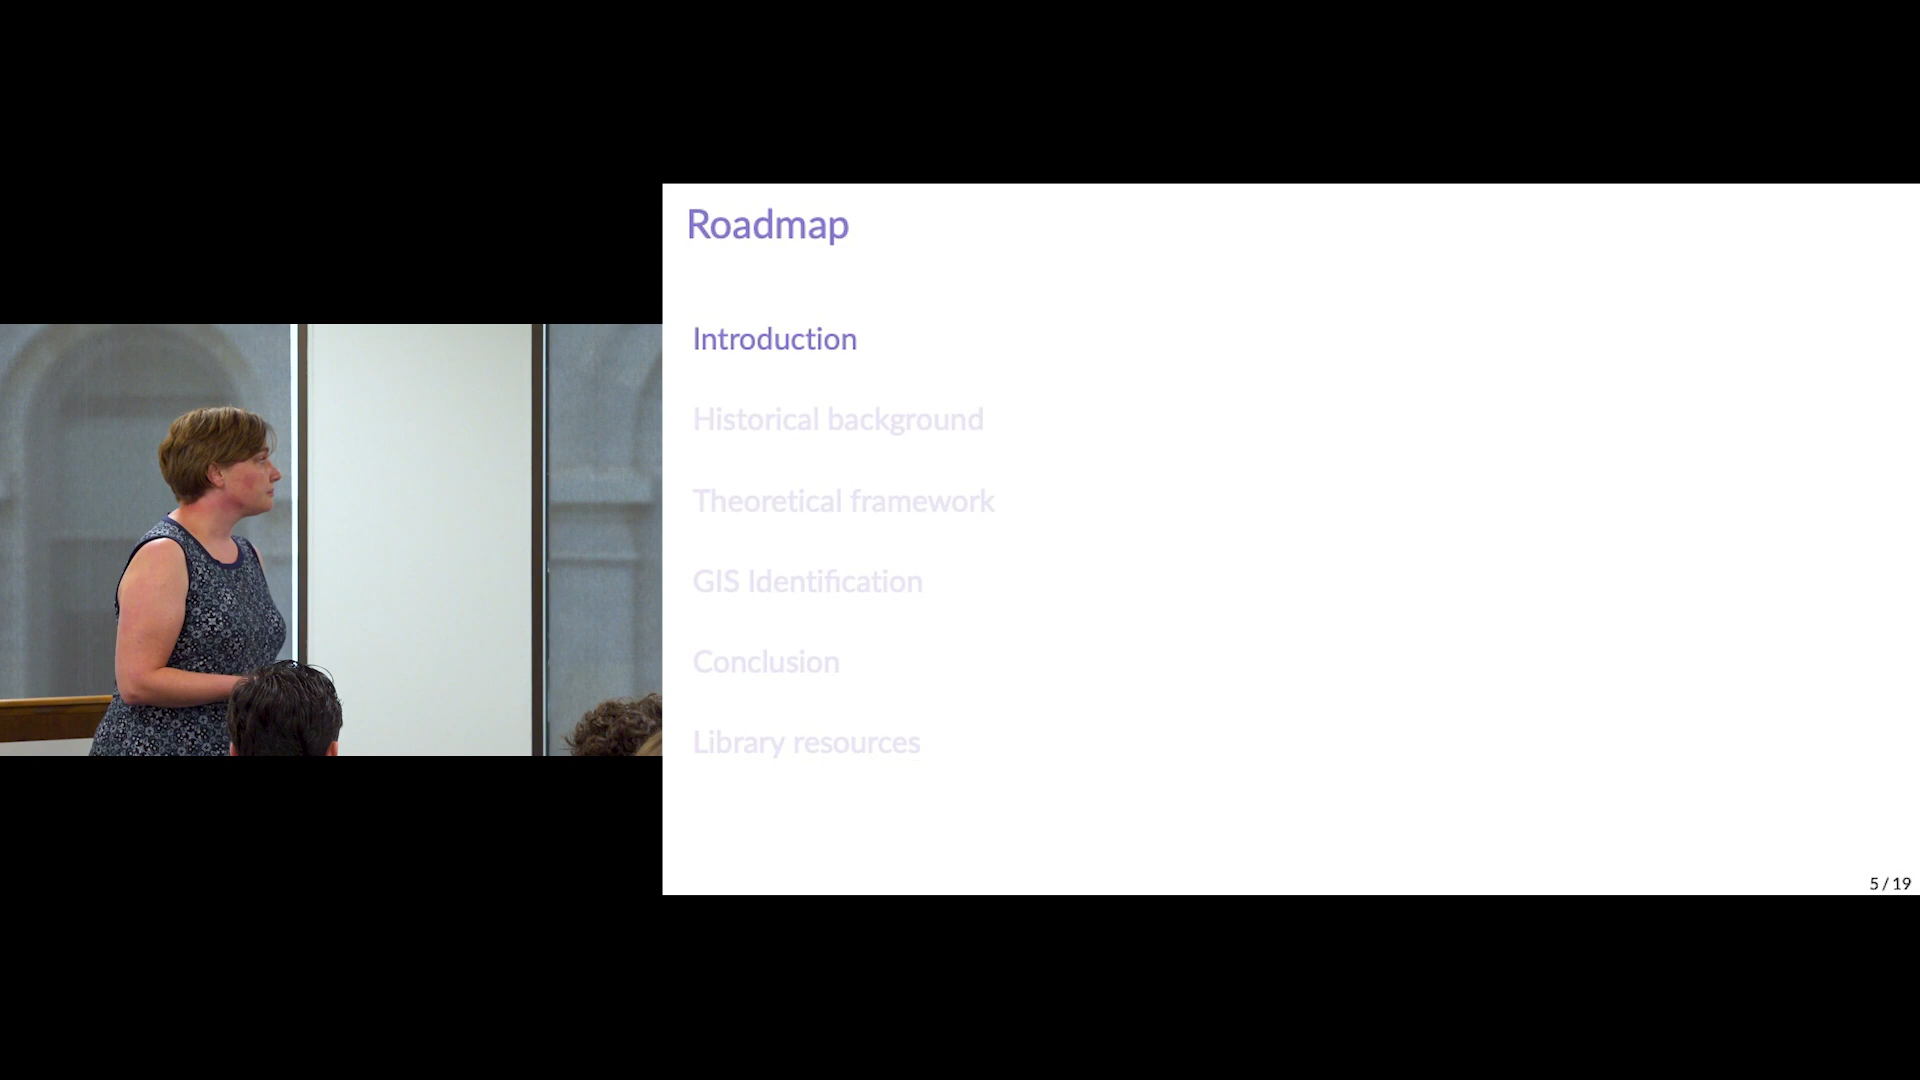 Roadmap
Introduction
Historical background
Theoretical framework
GIS Identification
Conclusion
Library resources
5 / 19